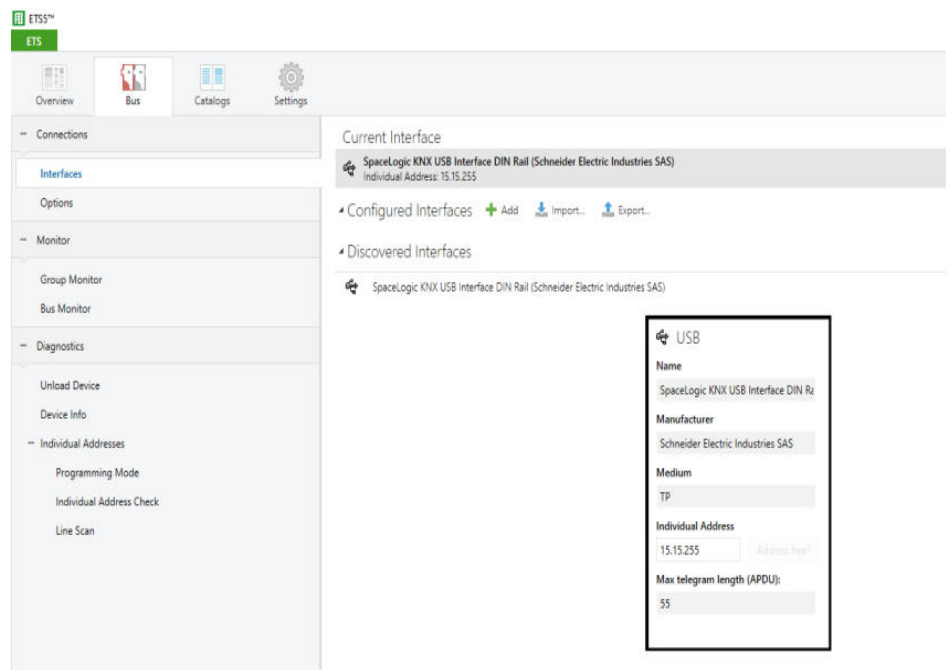 ETS5™
ETS
Overview
Bus
Catalogs
Settings
Connections
Interfaces
Options
Monitor
Group Monitor
Bus Monitor
Diagnostics
Unload Device
Device Info
Individual Addresses
Programming Mode
Individual Address Check
Line Scan
Current Interface
SpaceLogic KNX USB Interface DIN Rail (Schneider Electric Industries SAS)
Individual Address: 15.15.255
Configured Interfaces Add Import... Export...
Discovered Interfaces
SpaceLogic KNX USB Interface DIN Rail (Schneider Electric Industries SAS)
USB
Name
SpaceLogic KNX USB Interface DIN Ra
Manufacturer
Schneider Electric Industries SAS
Medium
TP
Individual Address
15.15.255 Address free?
Max telegram length (APDU):
55